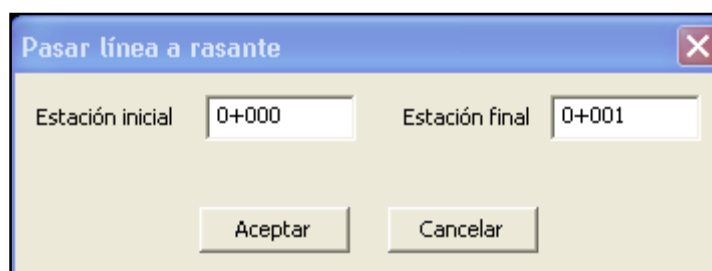 Pasar línea a rasante
Estación inicial 0+000 Estación final 0+001
Aceptar Cancelar